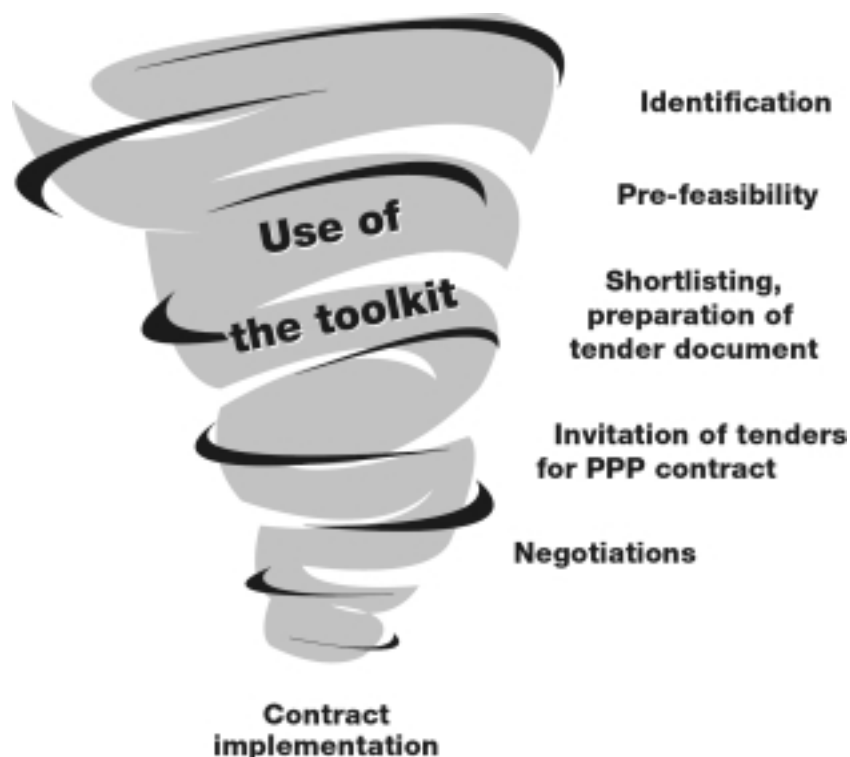 Identification
Pre-feasibility
Use of
the toolkit
Shortlisting,
preparation of
tender document
Invitation of tenders
for PPP contract
Negotiations
Contract
implementation